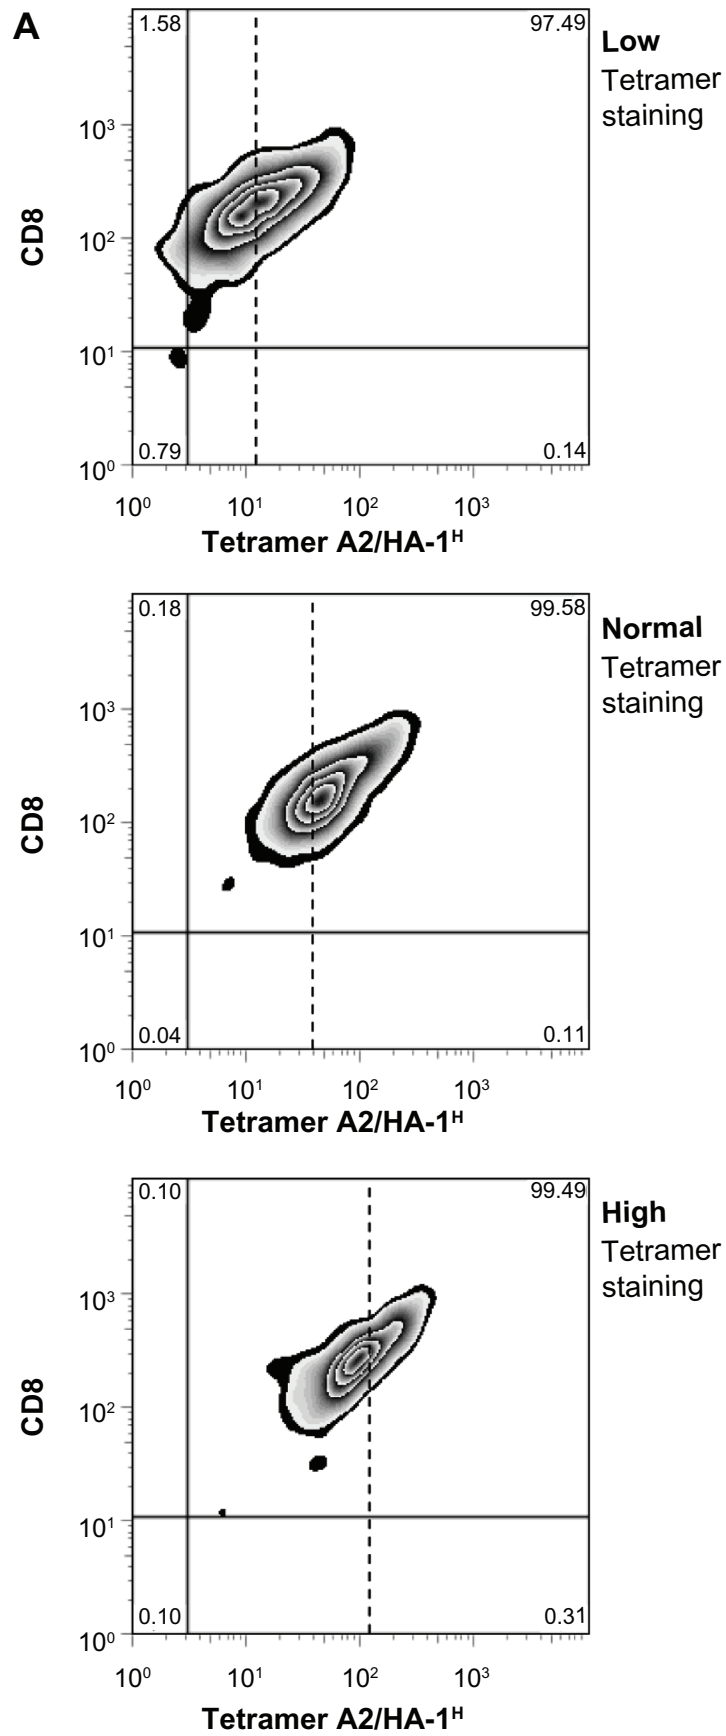 A
1.58 97.49
Low
Tetramer
staining
CD8
10³
10²
10¹
10⁰
0.79 0.14
10⁰ 10¹ 10² 10³
Tetramer A2/HA-1ᴴ
0.18 99.58
Normal
Tetramer
staining
CD8
10³
10²
10¹
10⁰
0.04 0.11
10⁰ 10¹ 10² 10³
Tetramer A2/HA-1ᴴ
0.10 99.49
High
Tetramer
staining
CD8
10³
10²
10¹
10⁰
0.10 0.31
10⁰ 10¹ 10² 10³
Tetramer A2/HA-1ᴴ